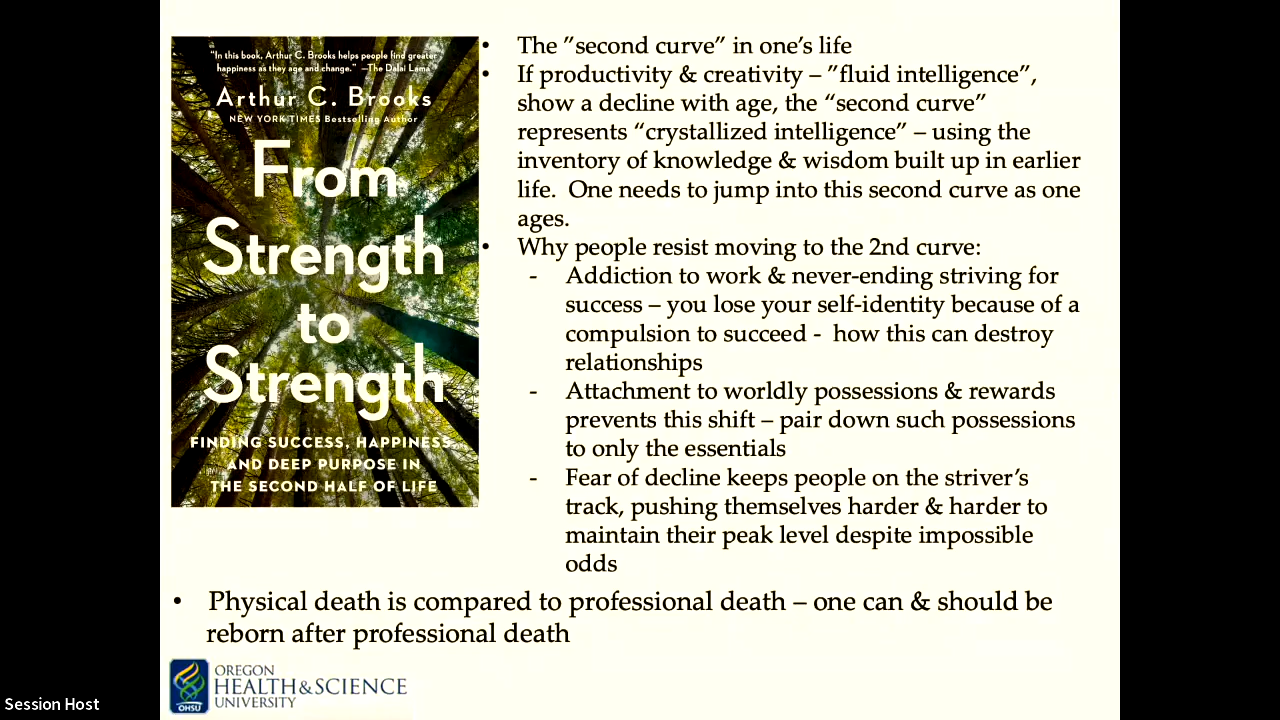 “In this book, Arthur C. Brooks helps people find greater
happiness as they age and change.” —The Dalai Lama
Arthur C. Brooks
NEW YORK TIMES Bestselling Author
From
Strength
to
Strength
FINDING SUCCESS, HAPPINESS,
AND DEEP PURPOSE IN
THE SECOND HALF OF LIFE
• The ”second curve” in one’s life
• If productivity & creativity – ”fluid intelligence”,
show a decline with age, the “second curve”
represents “crystallized intelligence” – using the
inventory of knowledge & wisdom built up in earlier
life. One needs to jump into this second curve as one
ages.
• Why people resist moving to the 2nd curve:
- Addiction to work & never-ending striving for
success – you lose your self-identity because of a
compulsion to succeed - how this can destroy
relationships
- Attachment to worldly possessions & rewards
prevents this shift – pair down such possessions
to only the essentials
- Fear of decline keeps people on the striver’s
track, pushing themselves harder & harder to
maintain their peak level despite impossible
odds
• Physical death is compared to professional death – one can & should be
reborn after professional death
OHSU
OREGON
HEALTH & SCIENCE
UNIVERSITY
Session Host